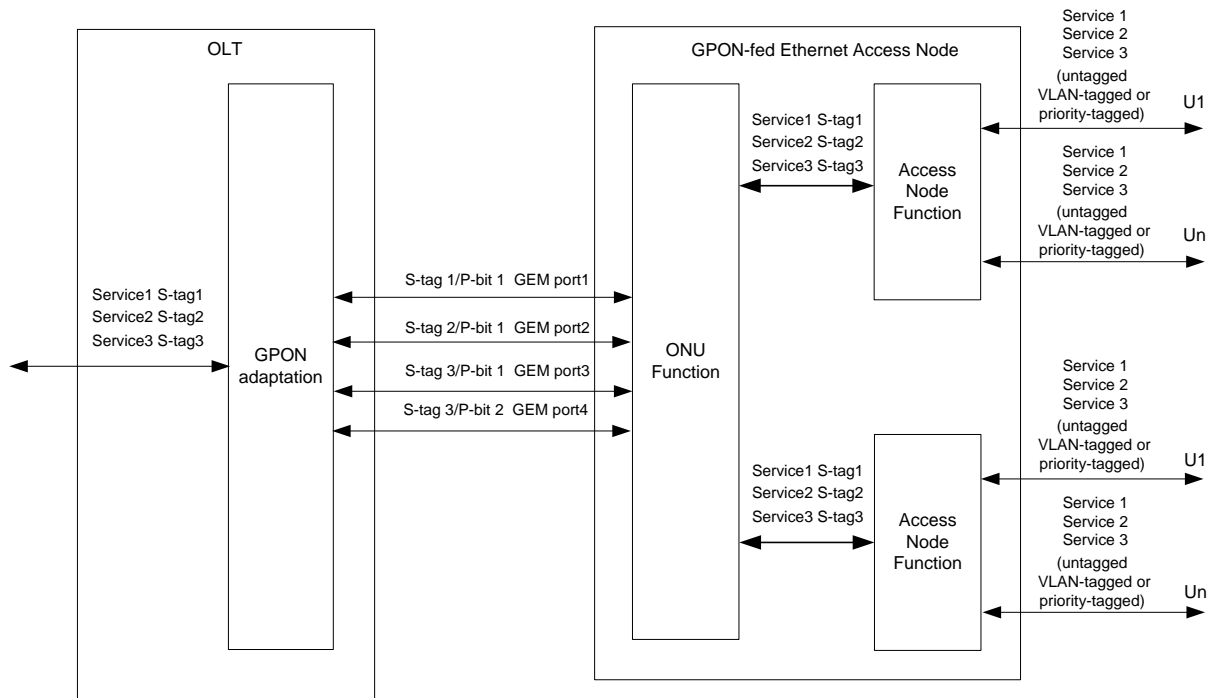 OLT
Service1 S-tag1
Service2 S-tag2
Service3 S-tag3
GPON
adaptation
S-tag 1/P-bit 1 GEM port1
S-tag 2/P-bit 1 GEM port2
S-tag 3/P-bit 1 GEM port3
S-tag 3/P-bit 2 GEM port4
GPON-fed Ethernet Access Node
ONU
Function
Service1 S-tag1
Service2 S-tag2
Service3 S-tag3
Access
Node
Function
Service 1
Service 2
Service 3
(untagged
VLAN-tagged or
priority-tagged)
U1
Service 1
Service 2
Service 3
(untagged
VLAN-tagged or
priority-tagged)
Un
Service1 S-tag1
Service2 S-tag2
Service3 S-tag3
Access
Node
Function
Service 1
Service 2
Service 3
(untagged
VLAN-tagged or
priority-tagged)
U1
Service 1
Service 2
Service 3
(untagged
VLAN-tagged or
priority-tagged)
Un